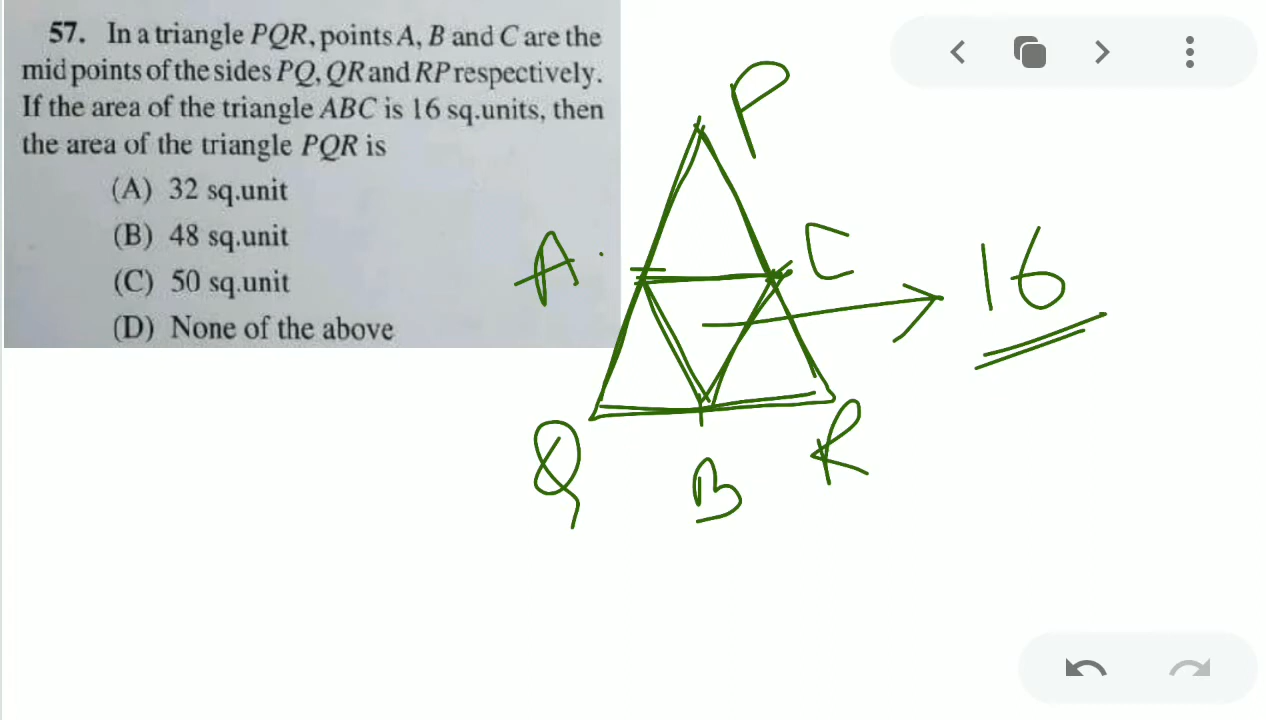 57. In a triangle PQR, points A, B and C are the
mid points of the sides PQ, QR and RP respectively.
If the area of the triangle ABC is 16 sq.units, then
the area of the triangle PQR is
(A) 32 sq.unit
(B) 48 sq.unit
(C) 50 sq.unit
(D) None of the above
P
A
C
16
Q
B
R